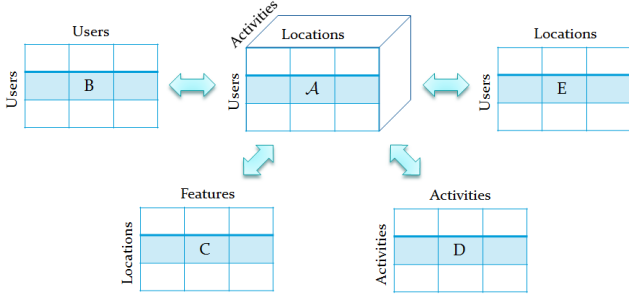 Users
Users
B
Activities
Locations
Users
𝒜
Locations
Users
E
Features
Locations
C
Activities
Activities
D